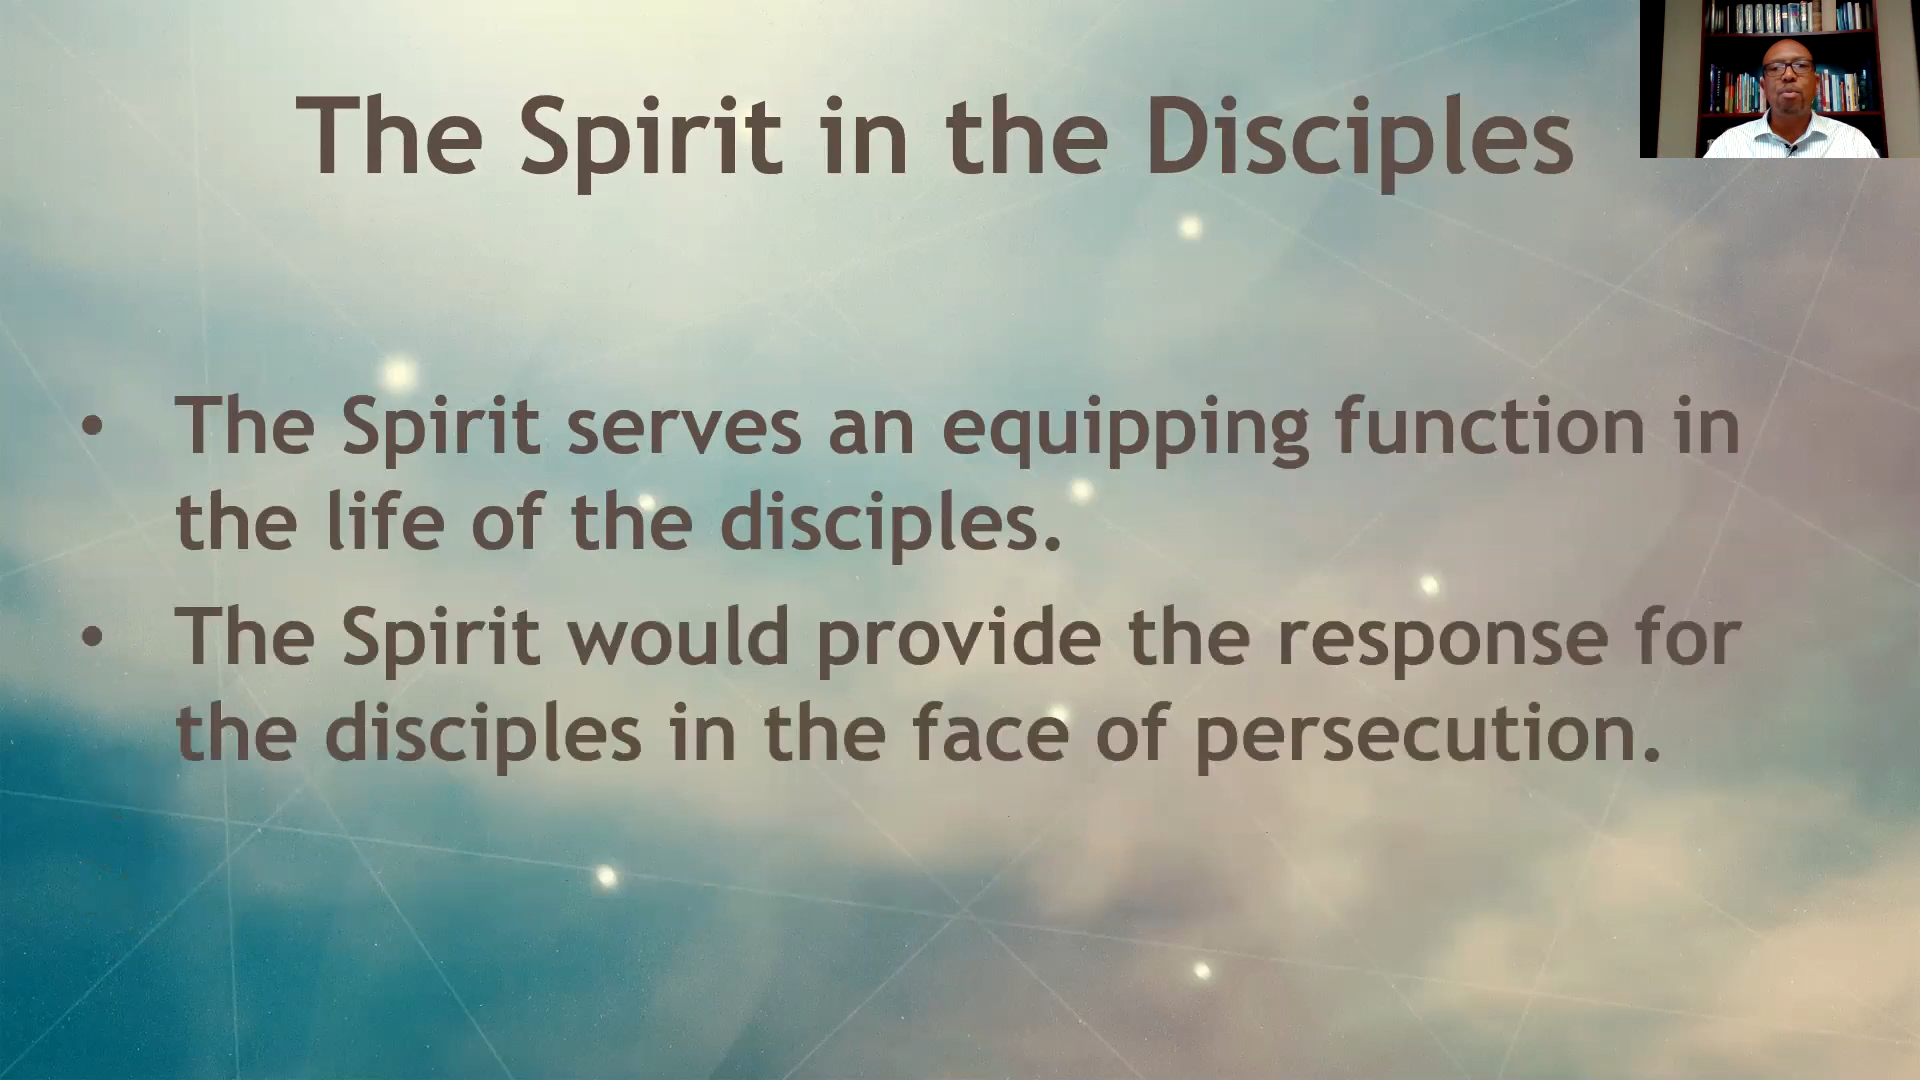 The Spirit in the Disciples
• The Spirit serves an equipping function in
the life of the disciples.
• The Spirit would provide the response for
the disciples in the face of persecution.